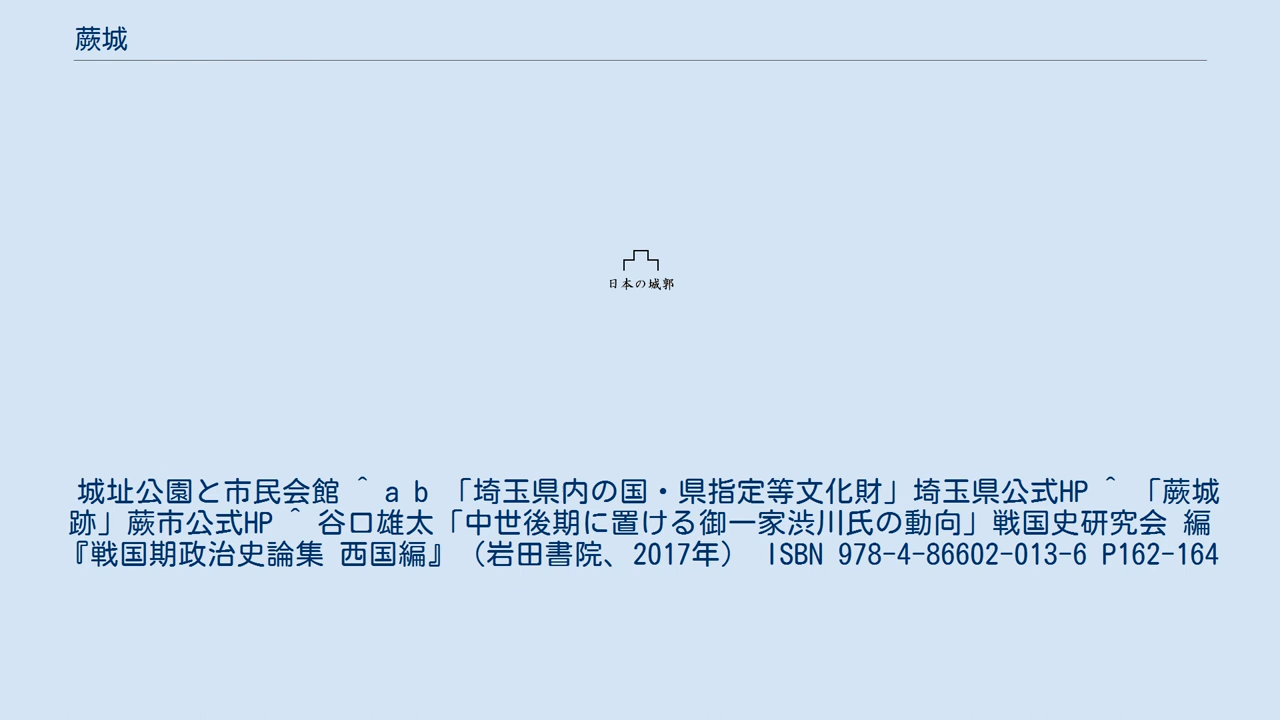 蕨城
日本の城郭
城址公園と市民会館 ^ a b 「埼玉県内の国・県指定等文化財」埼玉県公式HP ^ 「蕨城
跡」蕨市公式HP ^ 谷口雄太「中世後期に置ける御一家渋川氏の動向」戦国史研究会 編
『戦国期政治史論集 西国編』（岩田書院、2017年） ISBN 978-4-86602-013-6 P162-164